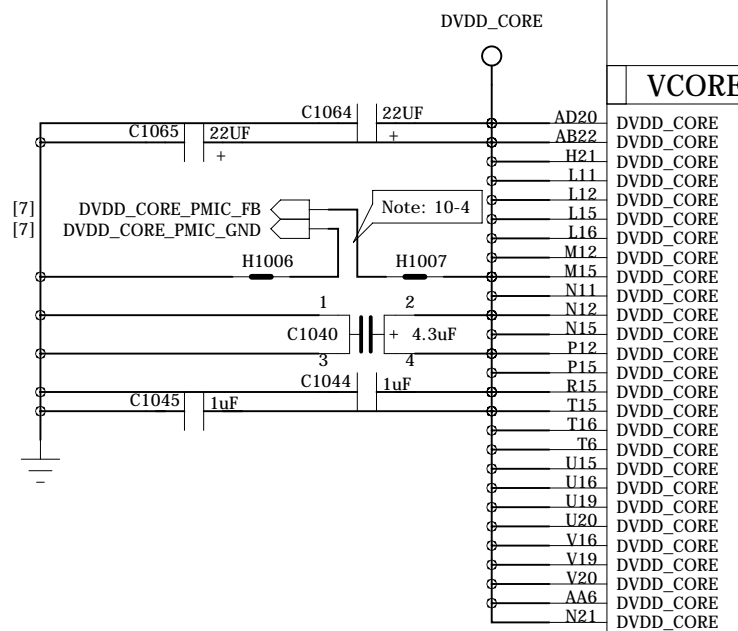 DVDD_CORE
VCORE
C1064 22UF +
C1065 22UF +
[7] DVDD_CORE_PMIC_FB
[7] DVDD_CORE_PMIC_GND
Note: 10-4
H1006 H1007
1 2
C1040 + 4.3uF
3 4
C1044 1uF
C1045 1uF
AD20 DVDD_CORE
AB22 DVDD_CORE
H21 DVDD_CORE
L11 DVDD_CORE
L12 DVDD_CORE
L15 DVDD_CORE
L16 DVDD_CORE
M12 DVDD_CORE
M15 DVDD_CORE
N11 DVDD_CORE
N12 DVDD_CORE
N15 DVDD_CORE
P12 DVDD_CORE
P15 DVDD_CORE
R15 DVDD_CORE
T15 DVDD_CORE
T16 DVDD_CORE
T6 DVDD_CORE
U15 DVDD_CORE
U16 DVDD_CORE
U19 DVDD_CORE
U20 DVDD_CORE
V16 DVDD_CORE
V19 DVDD_CORE
V20 DVDD_CORE
AA6 DVDD_CORE
N21 DVDD_CORE